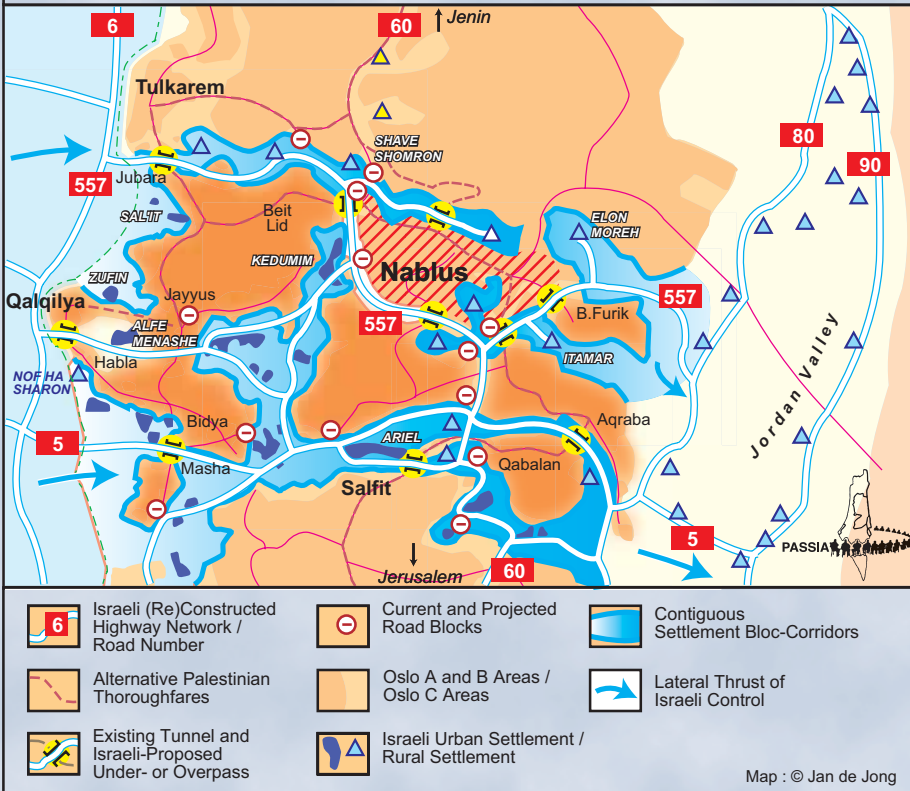 6
60
Jenin
Tulkarem
80
90
SHAVE
SHOMRON
557
Jubara
SAL'IT
Beit
Lid
ELON
MOREH
KEDUMIM
Nablus
ZUFIN
Qalqilya
Jayyus
557
557
B.Furik
ALFE
MENASHE
ITAMAR
Habla
NOF HA
SHARON
Jordan Valley
Bidya
Aqraba
5
ARIEL
Masha
Qabalan
Salfit
5
PASSIA
60
Jerusalem
6
Israeli (Re)Constructed
Highway Network /
Road Number
Current and Projected
Road Blocks
Contiguous
Settlement Bloc-Corridors
Alternative Palestinian
Thoroughfares
Oslo A and B Areas /
Oslo C Areas
Lateral Thrust of
Israeli Control
Existing Tunnel and
Israeli-Proposed
Under- or Overpass
Israeli Urban Settlement /
Rural Settlement
Map : © Jan de Jong